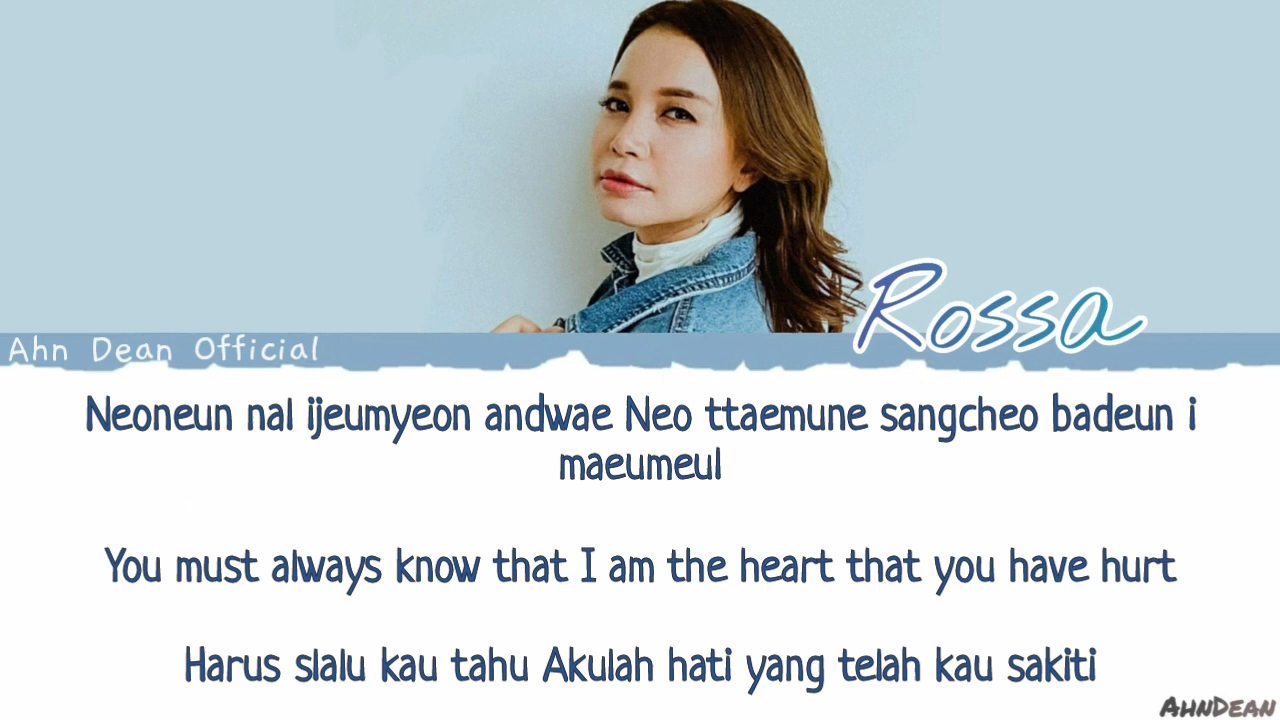 Rossa
Ahn Dean Official
Neoneun nal ijeumyeon andwae Neo ttaemune sangcheo badeun i
maeumeul
You must always know that I am the heart that you have hurt
Harus slalu kau tahu Akulah hati yang telah kau sakiti
AhnDean